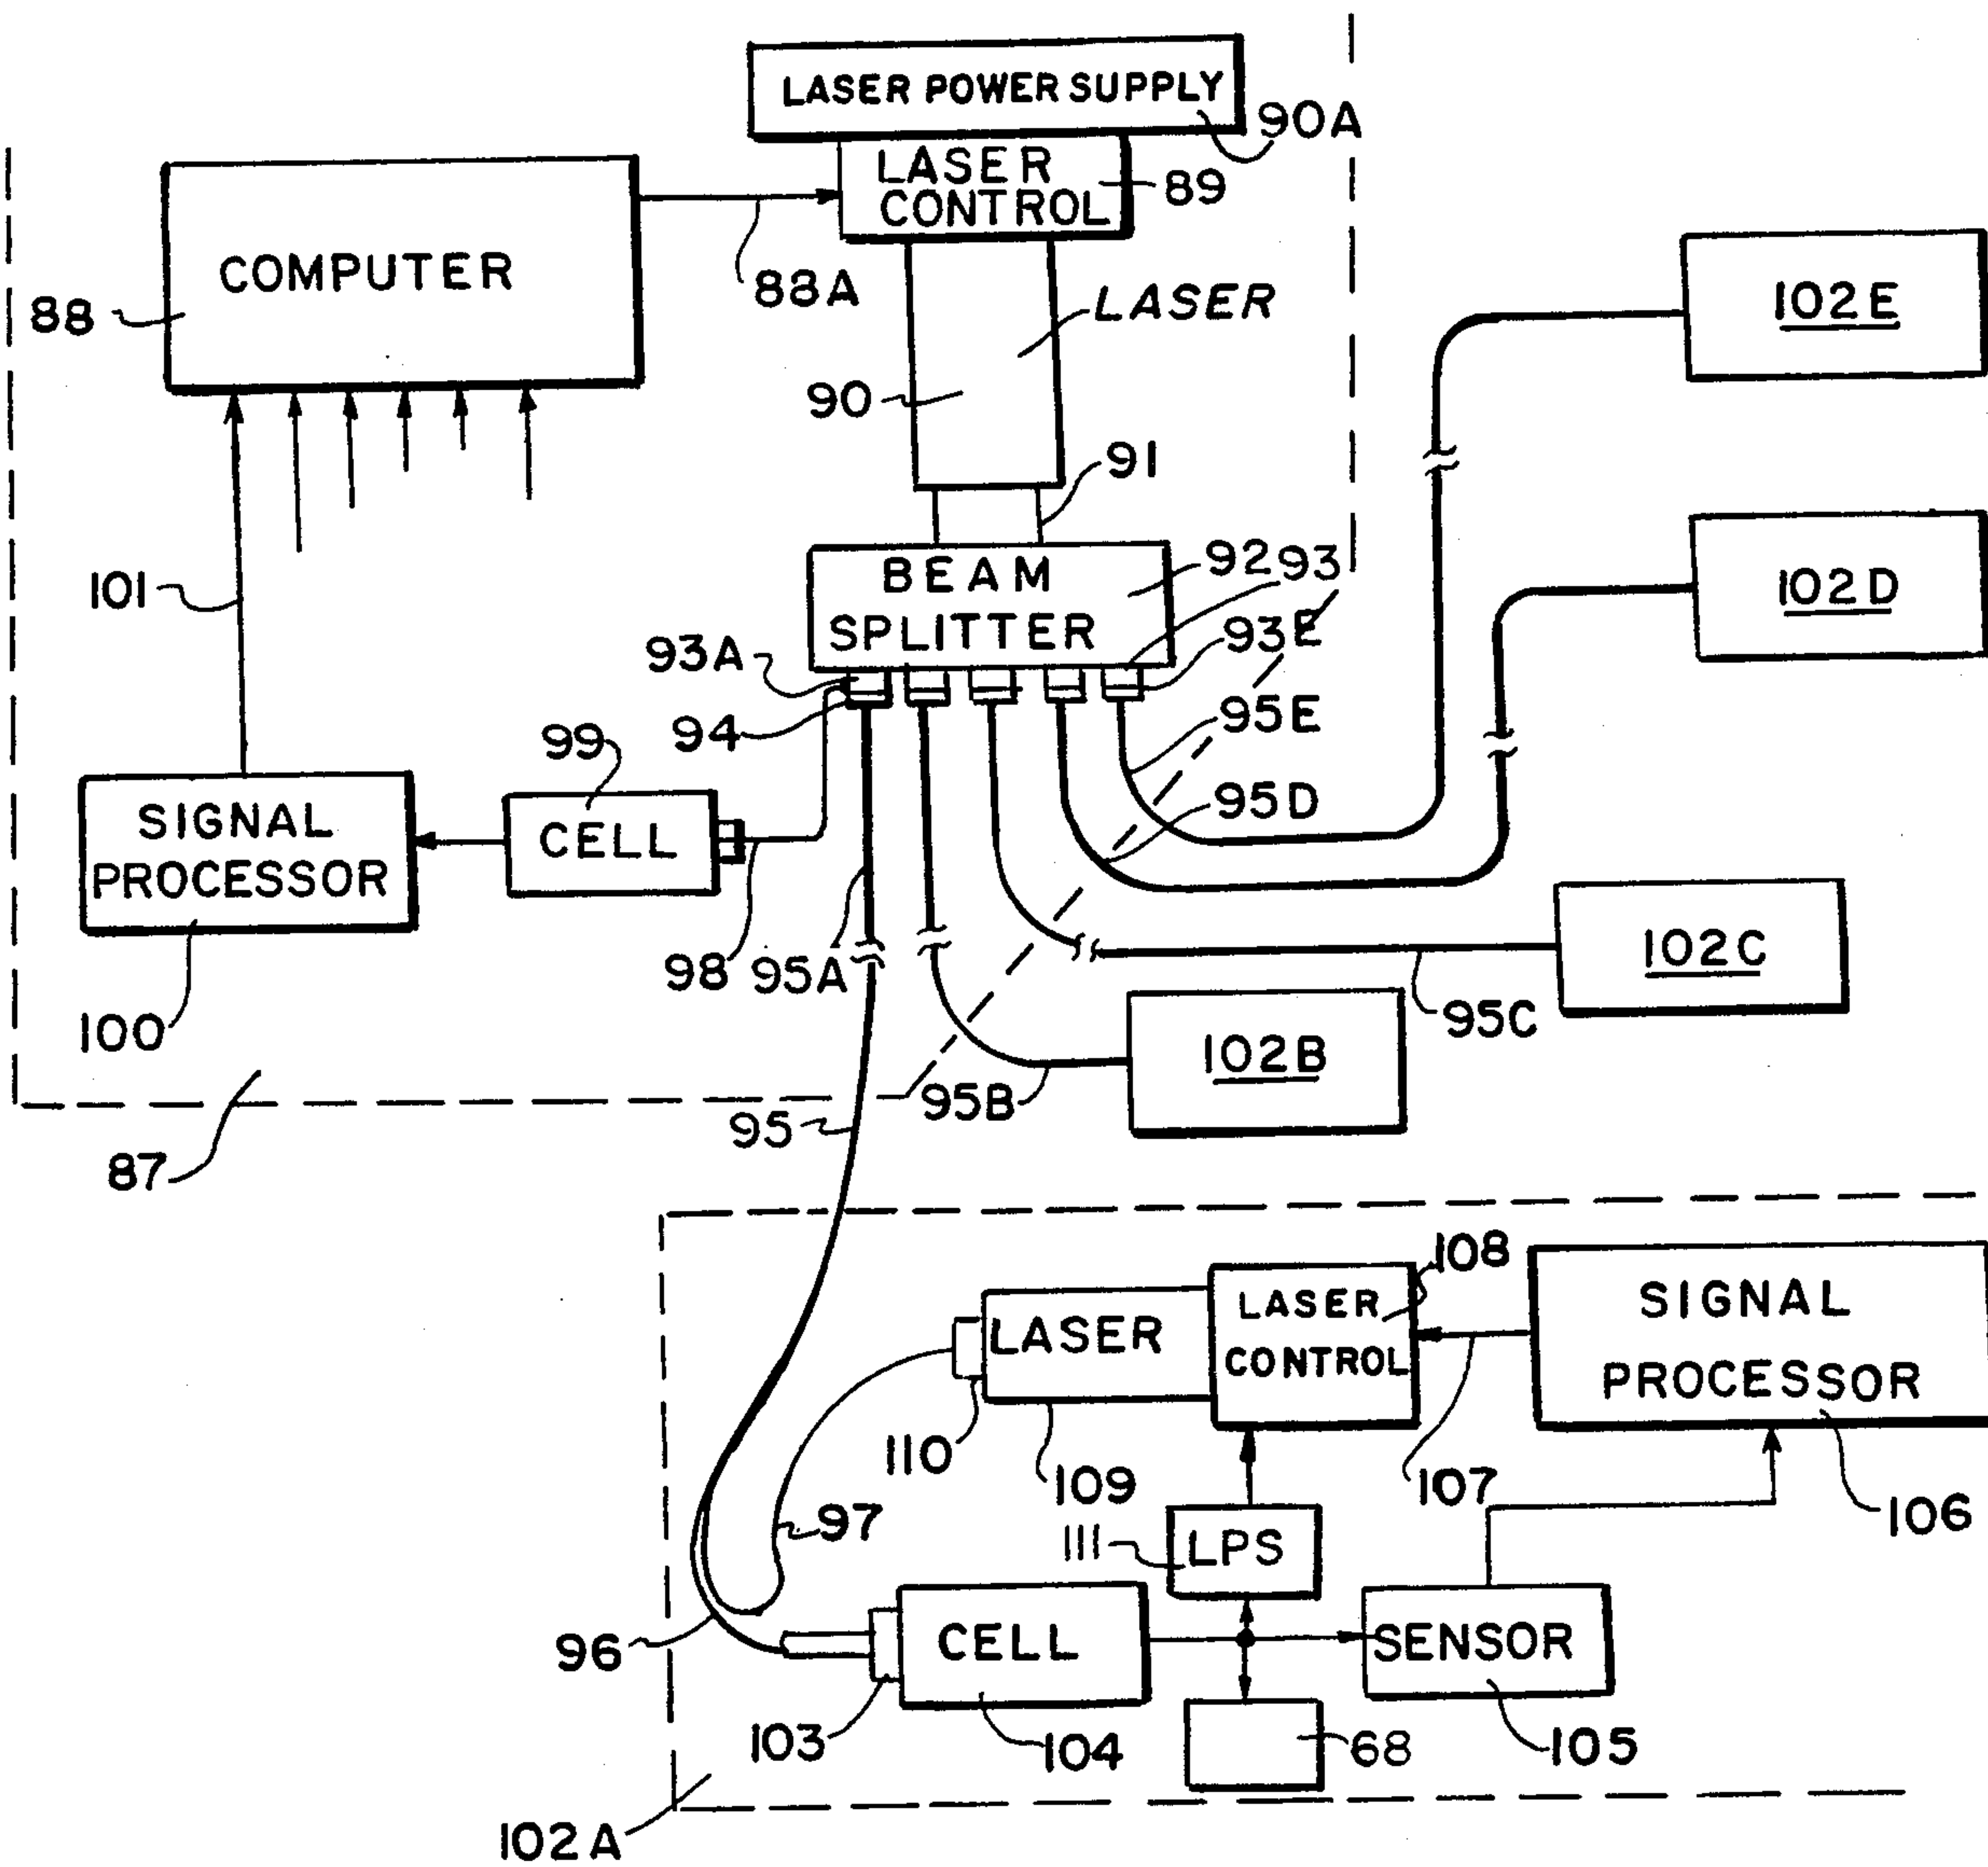 LASER POWER SUPPLY
90A
LASER
CONTROL
89
COMPUTER
88
88A
LASER
90
91
102E
102D
BEAM
SPLITTER
92
93
93A
93E
94
101
99
CELL
SIGNAL
PROCESSOR
100
98
95A
95E
95D
102C
95C
102B
95B
95
87
108
LASER
LASER
CONTROL
SIGNAL
PROCESSOR
110
109
107
106
97
111
LPS
96
CELL
SENSOR
103
104
68
105
102A